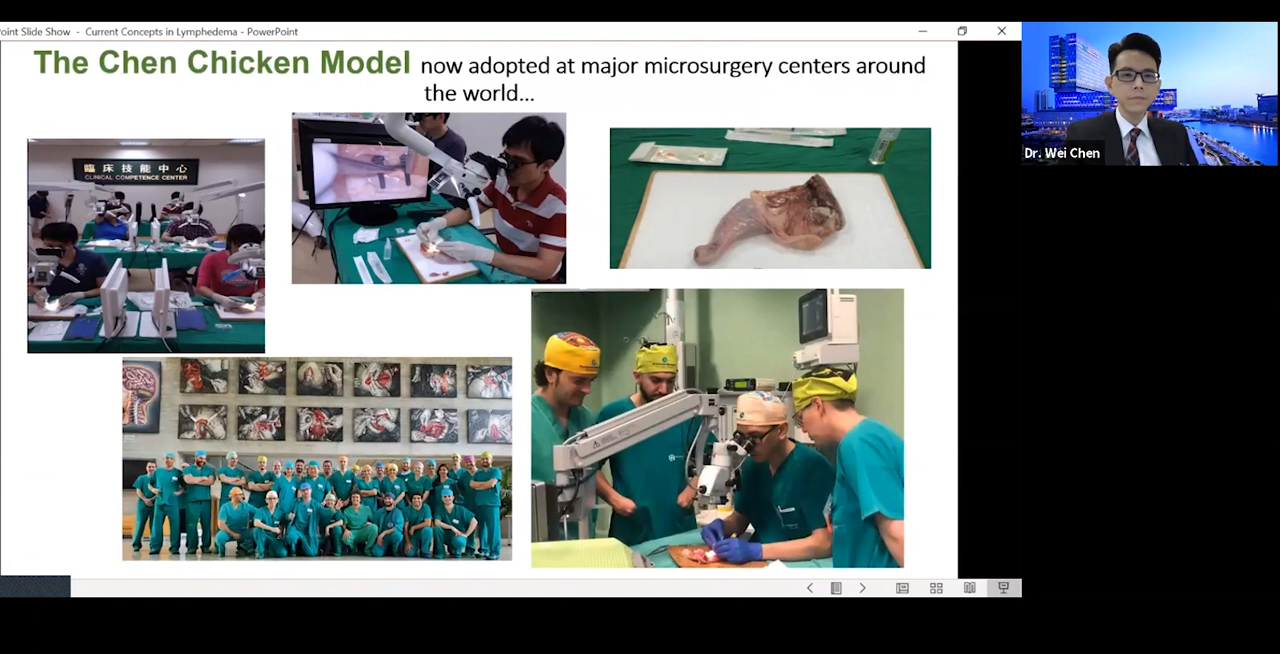 oint Slide Show - Current Concepts in Lymphedema - PowerPoint
The Chen Chicken Model now adopted at major microsurgery centers around
the world...
臨床技能中心
CLINICAL COMPETENCE CENTER
Dr. Wei Chen